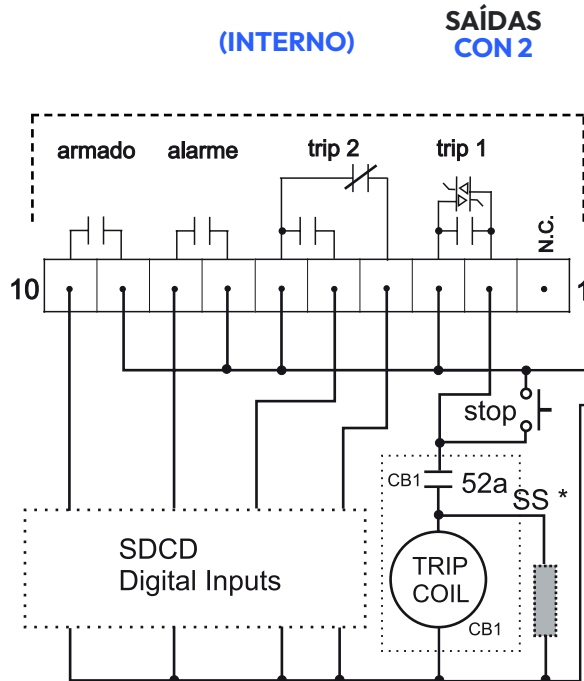 (INTERNO)
SAÍDAS
CON 2
armado
alarme
trip 2
trip 1
N.C.
10
1
stop
CB1
52a
SS *
SDCD
Digital Inputs
TRIP
COIL
CB1